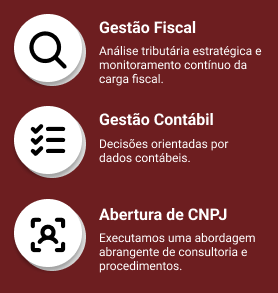 Gestão Fiscal
Análise tributária estratégica e
monitoramento contínuo da
carga fiscal.
Gestão Contábil
Decisões orientadas por
dados contábeis.
Abertura de CNPJ
Executamos uma abordagem
abrangente de consultoria e
procedimentos.